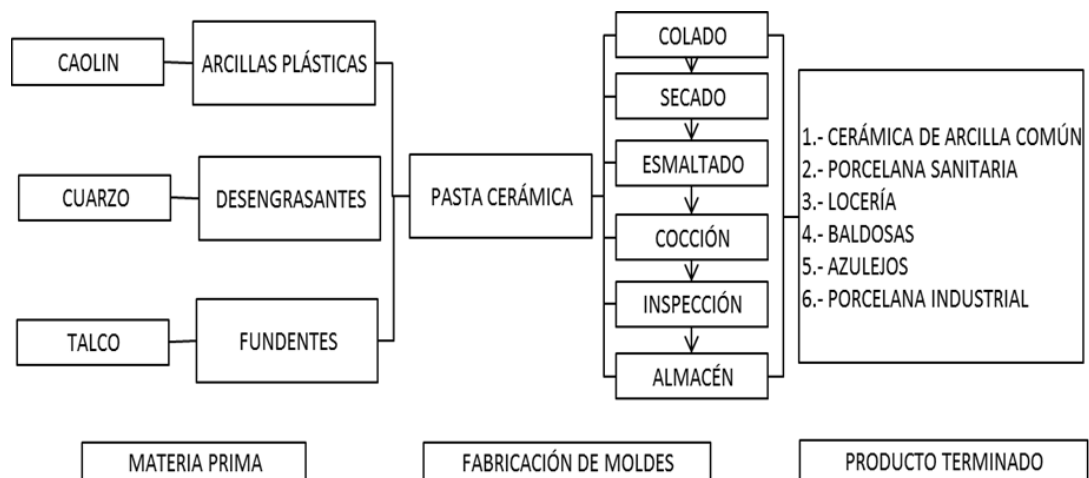 CAOLIN
ARCILLAS PLÁSTICAS
CUARZO
DESENGRASANTES
TALCO
FUNDENTES
PASTA CERÁMICA
COLADO
SECADO
ESMALTADO
COCCIÓN
INSPECCIÓN
ALMACÉN
1.- CERÁMICA DE ARCILLA COMÚN
2.- PORCELANA SANITARIA
3.- LOCERÍA
4.- BALDOSAS
5.- AZULEJOS
6.- PORCELANA INDUSTRIAL
MATERIA PRIMA
FABRICACIÓN DE MOLDES
PRODUCTO TERMINADO